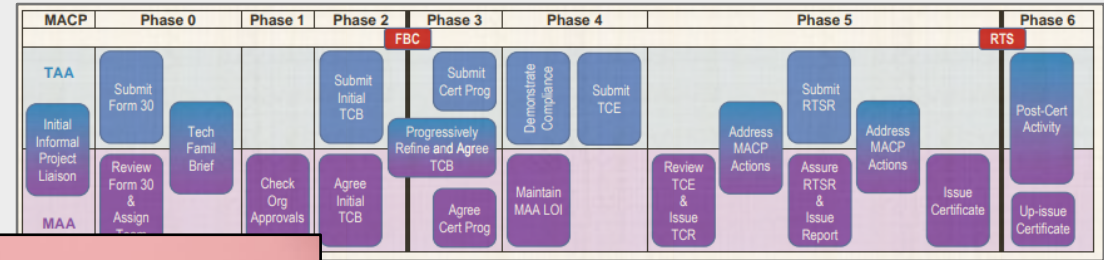 MACP Phase 0 Phase 1 Phase 2 Phase 3 Phase 4 Phase 5 Phase 6
FBC RTS
TAA
Initial
Informal
Project
Liaison
MAA
Submit
Form 30
Review
Form 30
&
Assign
Tech
Famil
Brief
Check
Org
Approvals
Submit
Initial
TCB
Agree
Initial
TCB
Submit
Cert Prog
Progressively
Refine and Agree
TCB
Agree
Cert Prog
Demonstrate
Compliance
Maintain
MAA LOI
Submit
TCE
Review
TCE
&
Issue
TCR
Address
MACP
Actions
Submit
RTSR
Assure
RTSR
&
Issue
Report
Address
MACP
Actions
Issue
Certificate
Post-Cert
Activity
Up-issue
Certificate